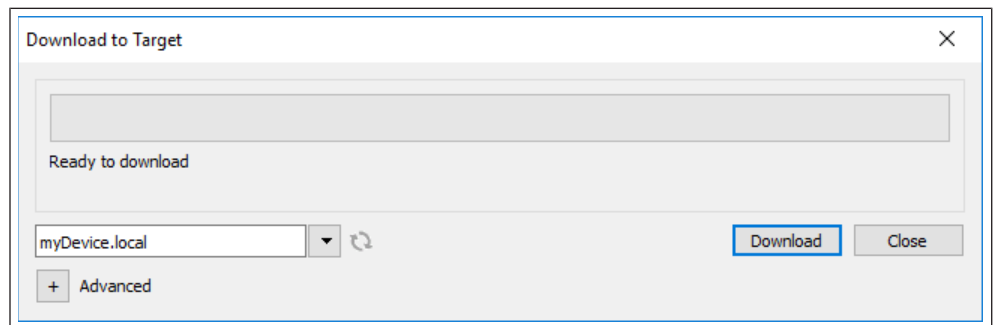 Download to Target
Ready to download
myDevice.local
Download
Close
+ Advanced